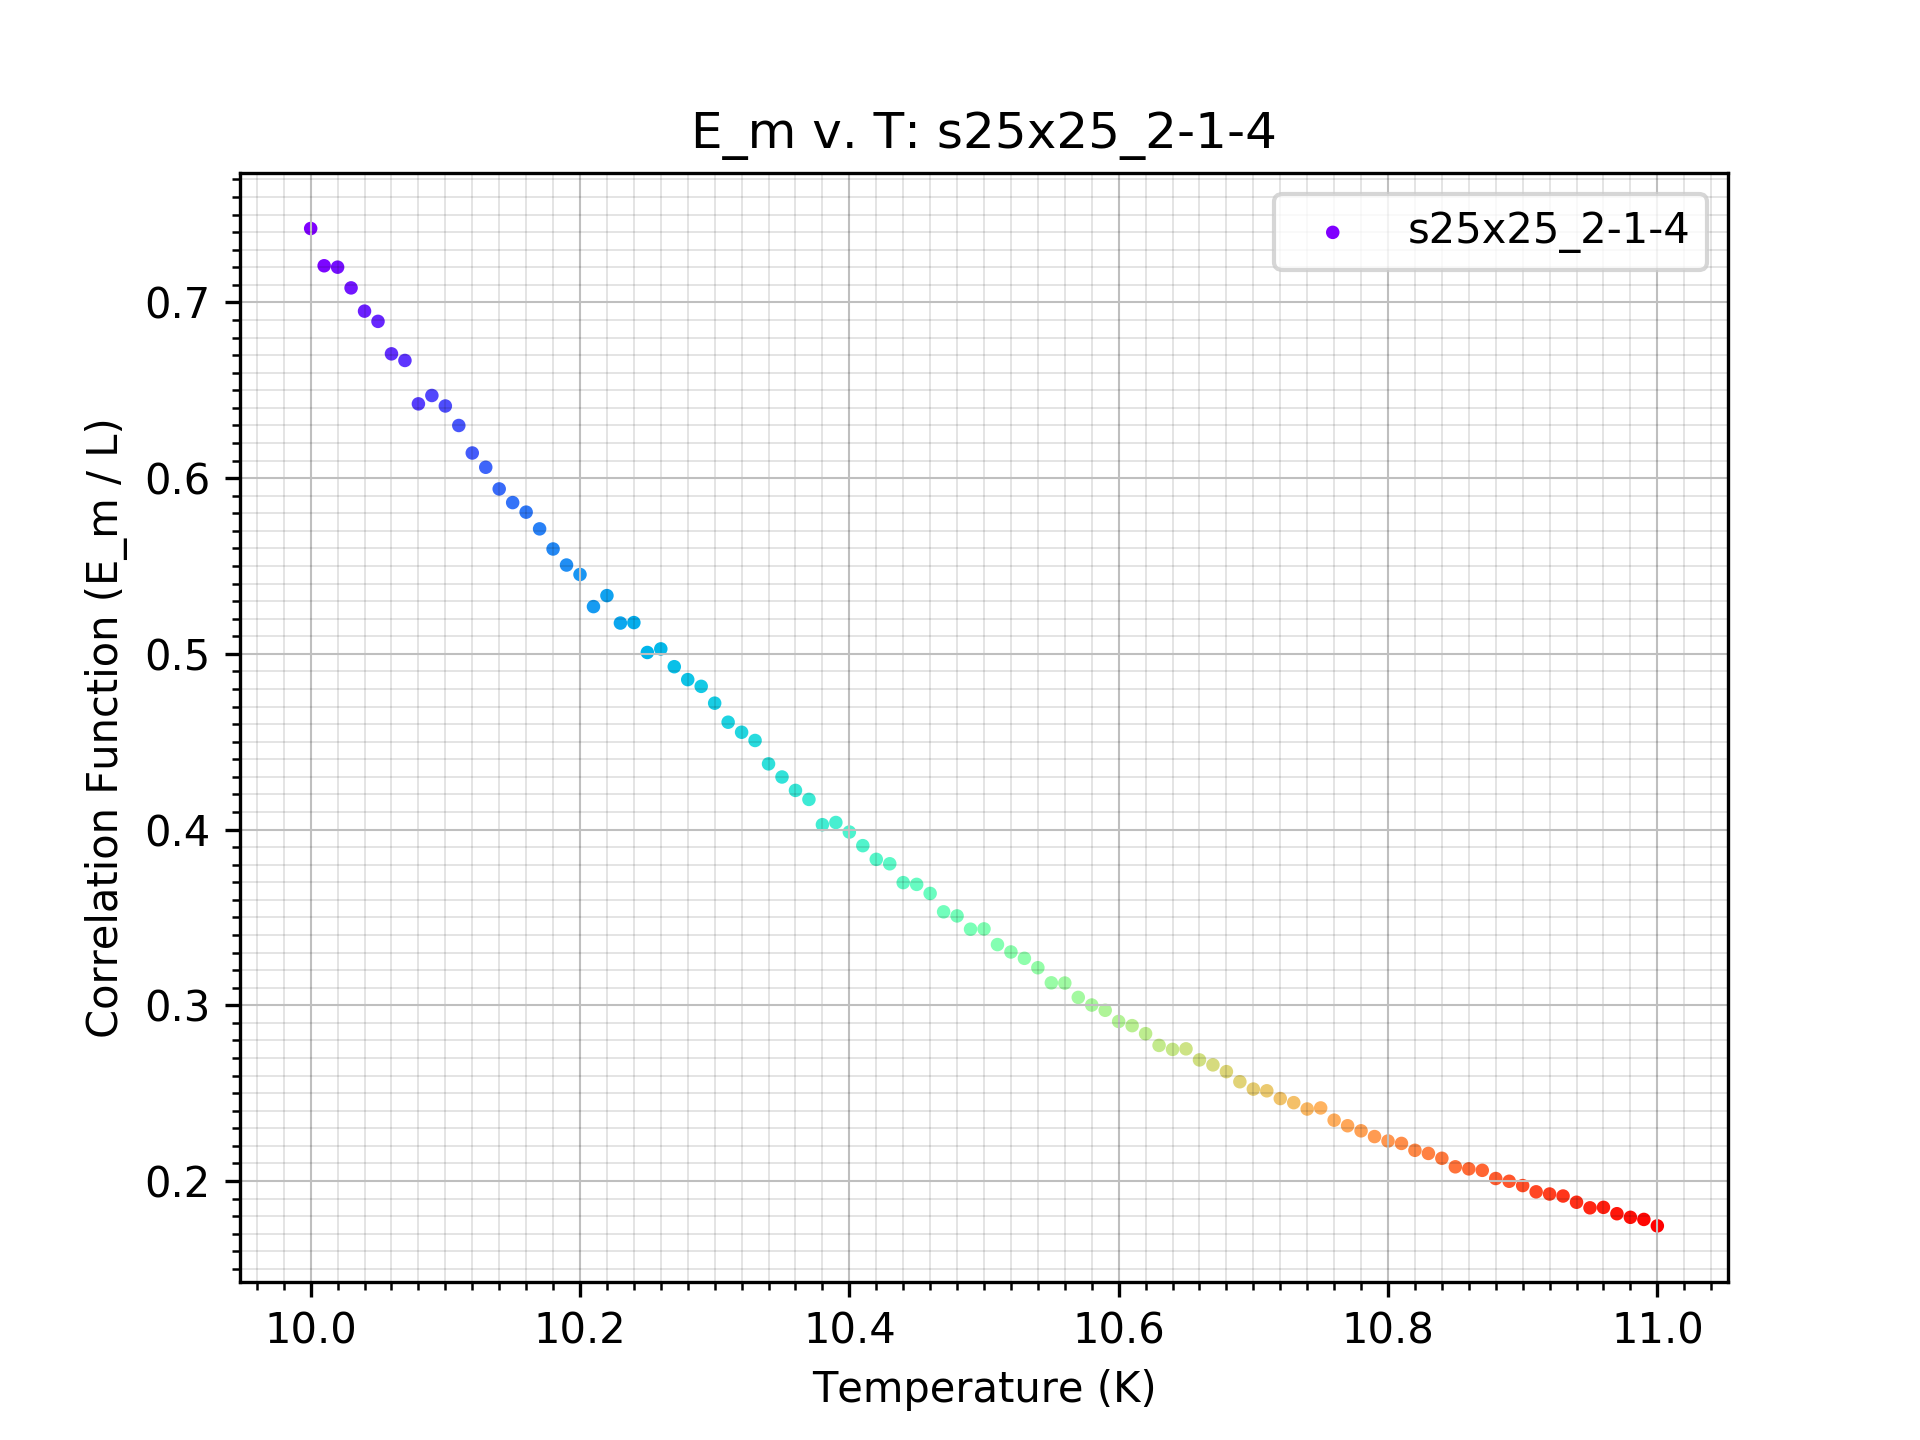 E_m v. T: s25x25_2-1-4
s25x25_2-1-4
Correlation Function (E_m / L)
0.7
0.6
0.5
0.4
0.3
0.2
10.0 10.2 10.4 10.6 10.8 11.0
Temperature (K)